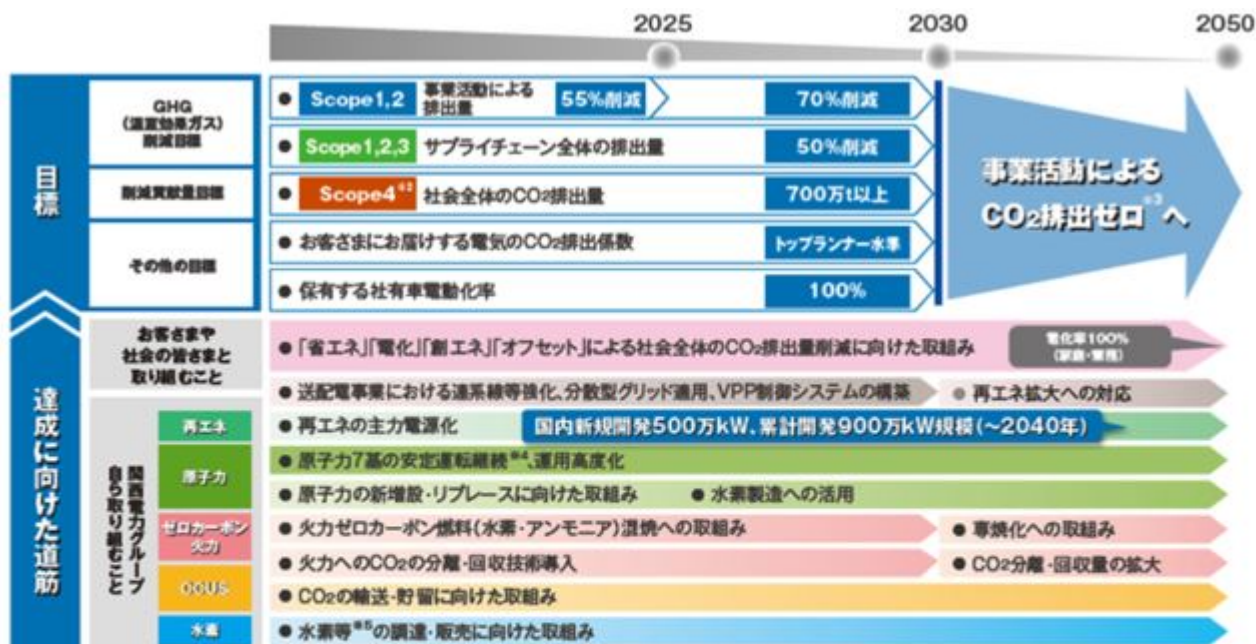 2025
2030
2050
目標
GHG
(温室効果ガス)
削減目標
● Scope1,2 事業活動による
排出量
55%削減
70%削減
● Scope1,2,3 サプライチェーン全体の排出量
50%削減
削減貢献量目標
● Scope4※2 社会全体のCO2排出量
700万t以上
その他の目標
● お客さまにお届けする電気のCO2排出係数
トップランナー水準
● 保有する社有車電動化率
100%
事業活動による
CO2排出ゼロ※3へ
達成に向けた道筋
お客さまや
社会の皆さまと
取り組むこと
● 「省エネ」「電化」「創エネ」「オフセット」による社会全体のCO2排出量削減に向けた取組み
電化率100%
(家庭・業務)
関西電力グループ
自ら取り組むこと
● 送配電事業における連系線等強化、分散型グリッド適用、VPP制御システムの構築
● 再エネ拡大への対応
再エネ
● 再エネの主力電源化
国内新規開発500万kW、累計開発900万kW規模(~2040年)
原子力
● 原子力7基の安定運転継続※4、運用高度化
● 原子力の新増設・リプレースに向けた取組み
● 水素製造への活用
ゼロカーボン
火力
● 火力ゼロカーボン燃料(水素・アンモニア)混焼への取組み
● 専焼化への取組み
● 火力へのCO2の分離・回収技術導入
● CO2分離・回収量の拡大
CCUS
● CO2の輸送・貯留に向けた取組み
水素
● 水素等※5の調達・販売に向けた取組み